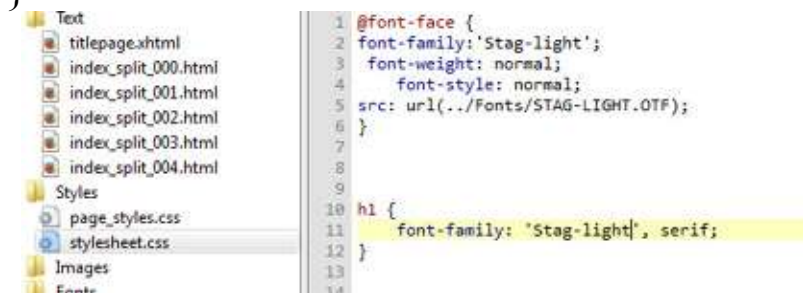 Text
titlepage.xhtml
index_split_000.html
index_split_001.html
index_split_002.html
index_split_003.html
index_split_004.html
Styles
page_styles.css
stylesheet.css
Images
Fonts
1 @font-face {
2 font-family:'Stag-light';
3 font-weight: normal;
4 font-style: normal;
5 src: url(../Fonts/STAG-LIGHT.OTF);
6 }
7
8
9
10 h1 {
11 font-family: "Stag-light", serif;
12 }
13
14